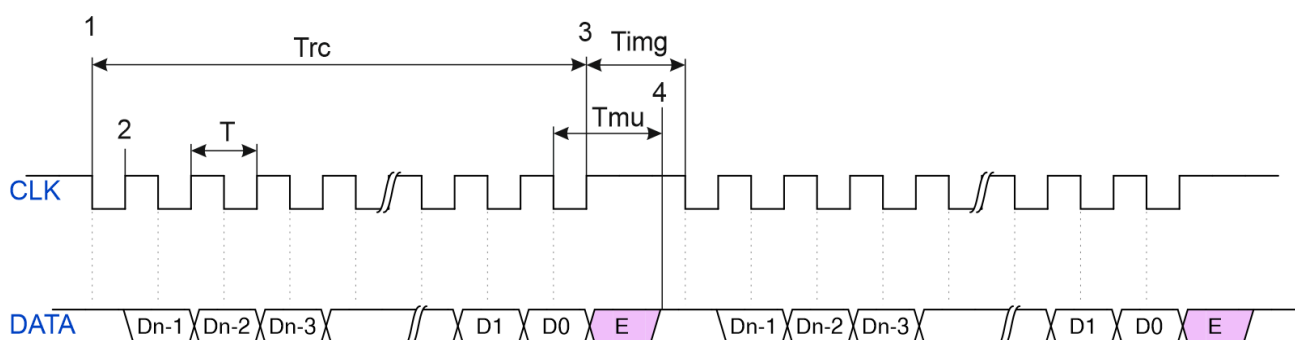 1 Trc 3 Timg
2 T Tmu 4
CLK
DATA Dn-1 Dn-2 Dn-3 D1 D0 E Dn-1 Dn-2 Dn-3 D1 D0 E